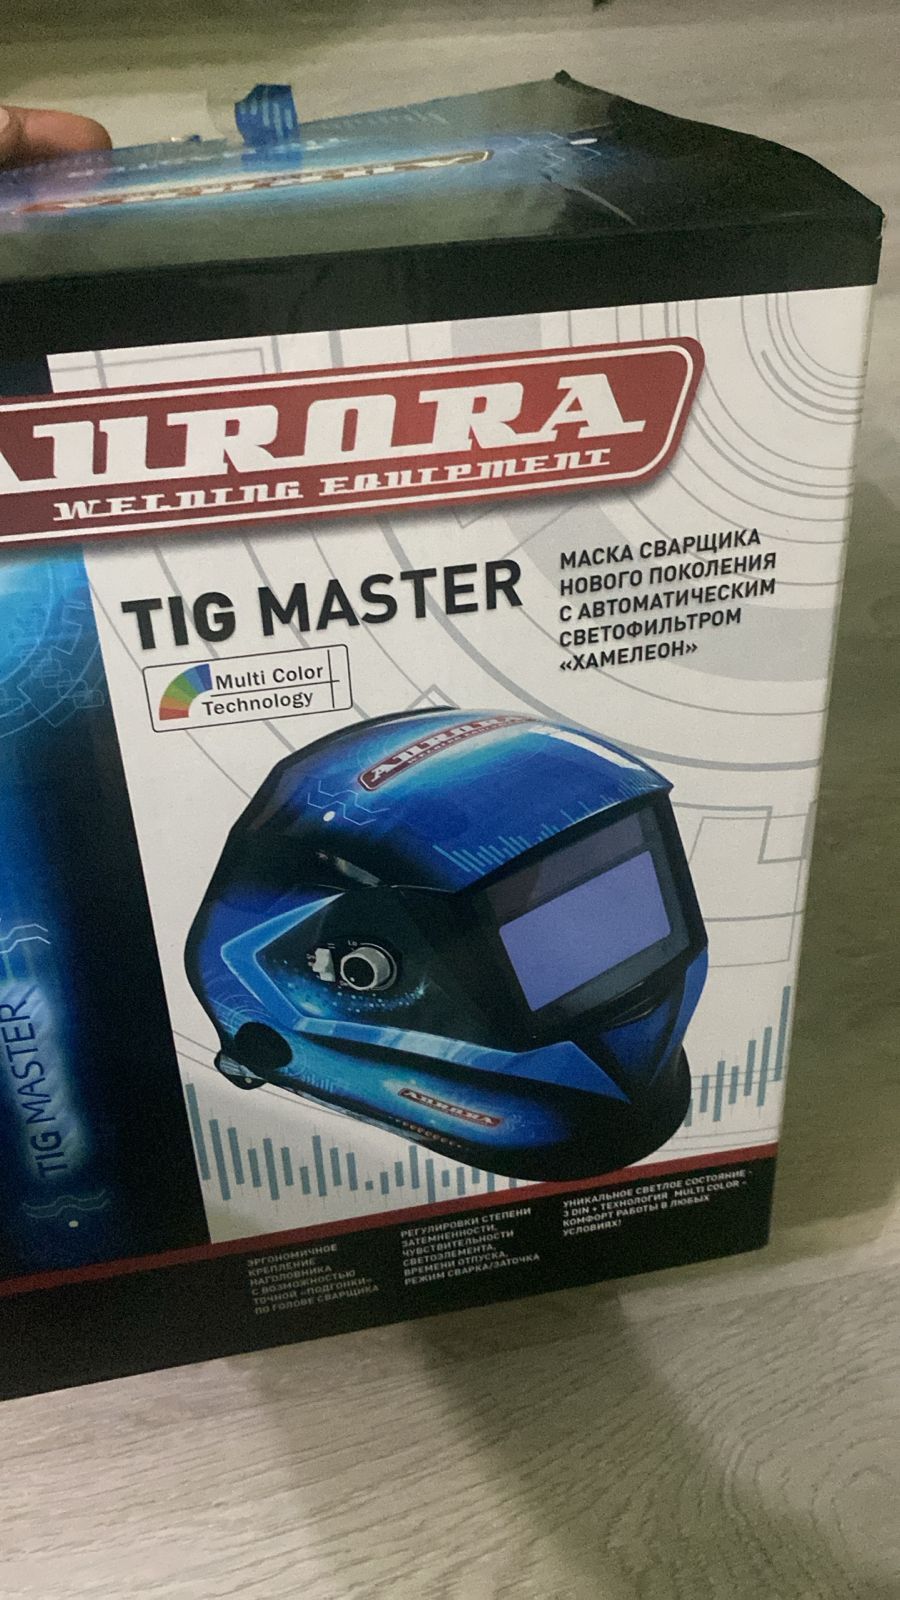 AURORA
WELDING EQUIPMENT
TIG MASTER
МАСКА СВАРЩИКА
НОВОГО ПОКОЛЕНИЯ
С АВТОМАТИЧЕСКИМ
СВЕТОФИЛЬТРОМ
«ХАМЕЛЕОН»
Multi Color
Technology
AURORA
AURORA
TIG MASTER
ЭРГОНОМИЧНОЕ
КРЕПЛЕНИЕ
НАГОЛОВНИКА
С ВОЗМОЖНОСТЬЮ
ТОЧНОЙ «ПОДГОНКИ»
ПО ГОЛОВЕ СВАРЩИКА
РЕГУЛИРОВКИ СТЕПЕНИ
ЗАТЕМНЕННОСТИ,
ЧУВСТВИТЕЛЬНОСТИ
СВЕТОЭЛЕМЕНТА,
ВРЕМЕНИ ОТПУСКА,
РЕЖИМ СВАРКА/ЗАТОЧКА
УНИКАЛЬНОЕ СВЕТЛОЕ СОСТОЯНИЕ -
3 DIN + ТЕХНОЛОГИЯ MULTI COLOR -
КОМФОРТ РАБОТЫ В ЛЮБЫХ
УСЛОВИЯХ!